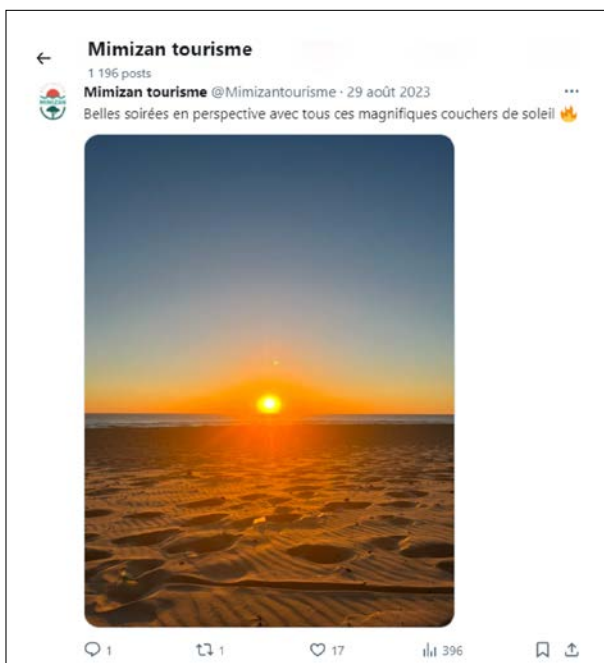 Mimizan tourisme
1 196 posts
Mimizan tourisme @Mimizantourisme · 29 août 2023
MIMIZAN
Belles soirées en perspective avec tous ces magnifiques couchers de soleil 🔥
1 1 17 396